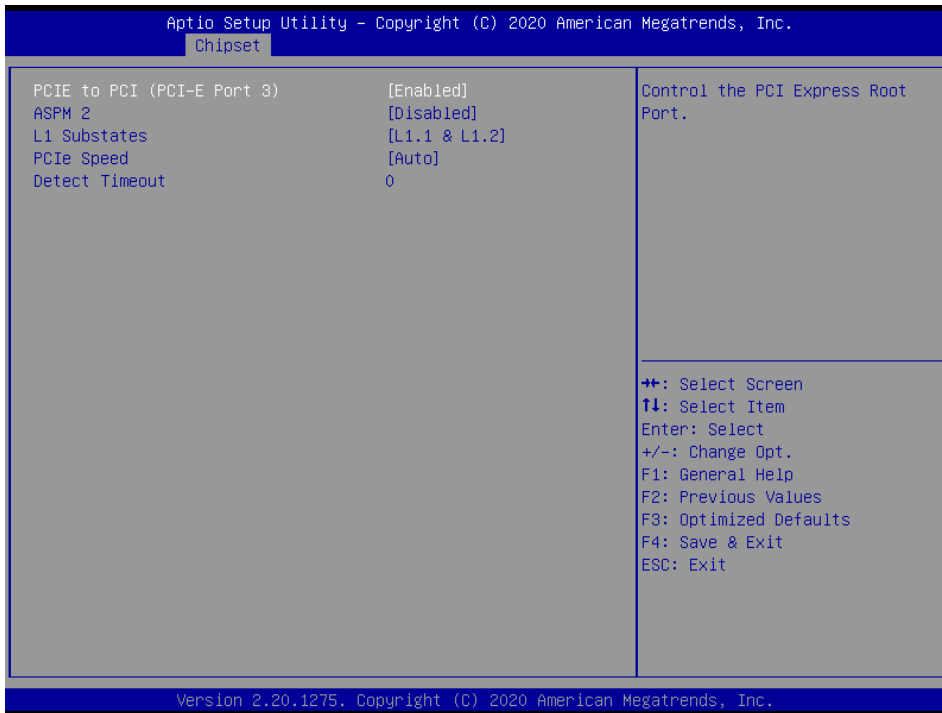 Aptio Setup Utility – Copyright (C) 2020 American Megatrends, Inc.
Chipset
PCIE to PCI (PCI-E Port 3) [Enabled]
ASPM 2 [Disabled]
L1 Substates [L1.1 & L1.2]
PCIe Speed [Auto]
Detect Timeout 0
Control the PCI Express Root
Port.
→←: Select Screen
↑↓: Select Item
Enter: Select
+/-: Change Opt.
F1: General Help
F2: Previous Values
F3: Optimized Defaults
F4: Save & Exit
ESC: Exit
Version 2.20.1275. Copyright (C) 2020 American Megatrends, Inc.